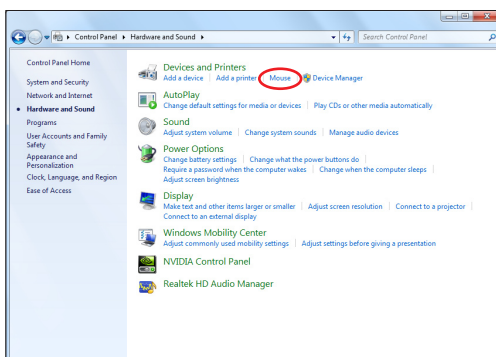 Control Panel ▸ Hardware and Sound ▸
Search Control Panel
Control Panel Home
System and Security
Network and Internet
Hardware and Sound
Programs
User Accounts and Family
Safety
Appearance and
Personalization
Clock, Language, and Region
Ease of Access
Devices and Printers
Add a device | Add a printer | Mouse | Device Manager
AutoPlay
Change default settings for media or devices | Play CDs or other media automatically
Sound
Adjust system volume | Change system sounds | Manage audio devices
Power Options
Change battery settings | Change what the power buttons do |
Require a password when the computer wakes | Change when the computer sleeps |
Adjust screen brightness
Display
Make text and other items larger or smaller | Adjust screen resolution | Connect to a projector |
Connect to an external display
Windows Mobility Center
Adjust commonly used mobility settings | Adjust settings before giving a presentation
NVIDIA Control Panel
Realtek HD Audio Manager